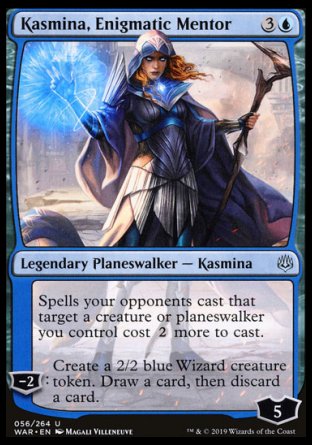 Kasmina, Enigmatic Mentor 3
Legendary Planeswalker — Kasmina
Spells your opponents cast that
target a creature or planeswalker
you control cost 2 more to cast.
-2 : Create a 2/2 blue Wizard creature
token. Draw a card, then discard
a card.
5
056/264 U
WAR • EN MAGALI VILLENEUVE
™ & © 2019 Wizards of the Coast